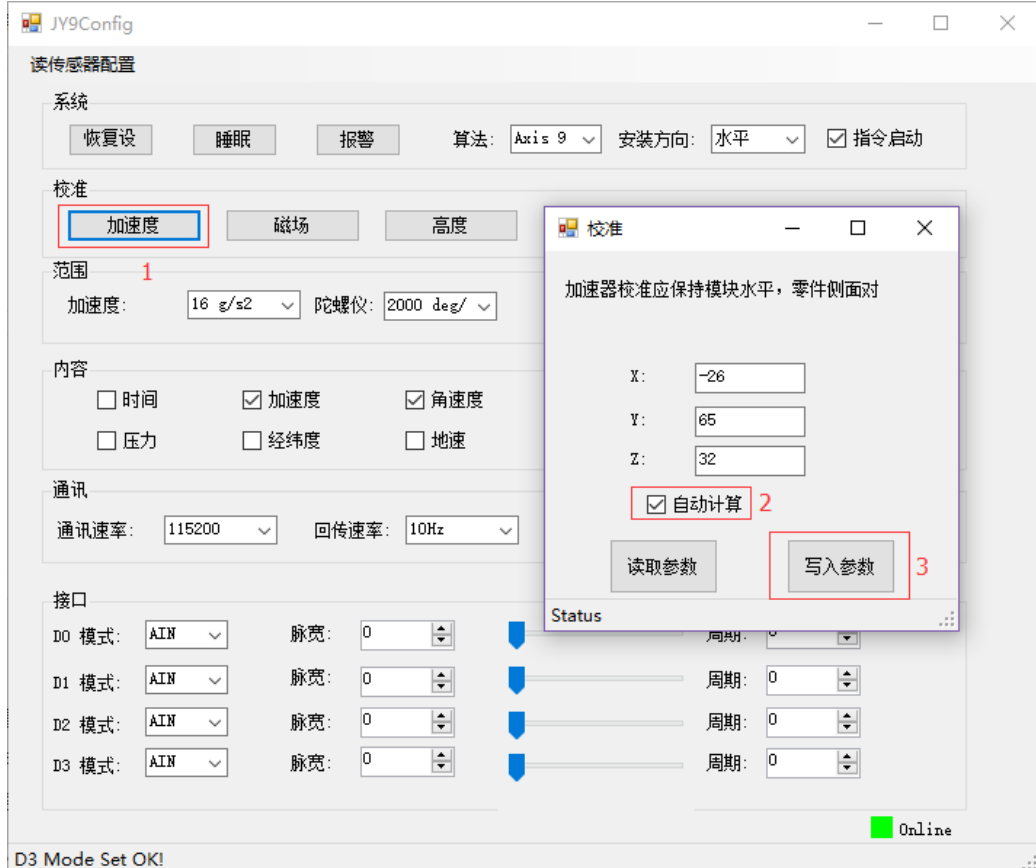 JY9Config
读传感器配置
系统
恢复设 睡眠 报警 算法: Axis 9 安装方向: 水平 指令启动
校准
加速度 磁场 高度
1
范围
加速度: 16 g/s2 陀螺仪: 2000 deg/
内容
时间 加速度 角速度
压力 经纬度 地速
通讯
通讯速率: 115200 回传速率: 10Hz
校准
加速器校准应保持模块水平，零件侧面对
X: -26
Y: 65
Z: 32
自动计算 2
读取参数 写入参数 3
Status
接口
D0 模式: AIN 脉宽: 0 周期: 0
D1 模式: AIN 脉宽: 0 周期: 0
D2 模式: AIN 脉宽: 0 周期: 0
D3 模式: AIN 脉宽: 0 周期: 0
Online
D3 Mode Set OK!